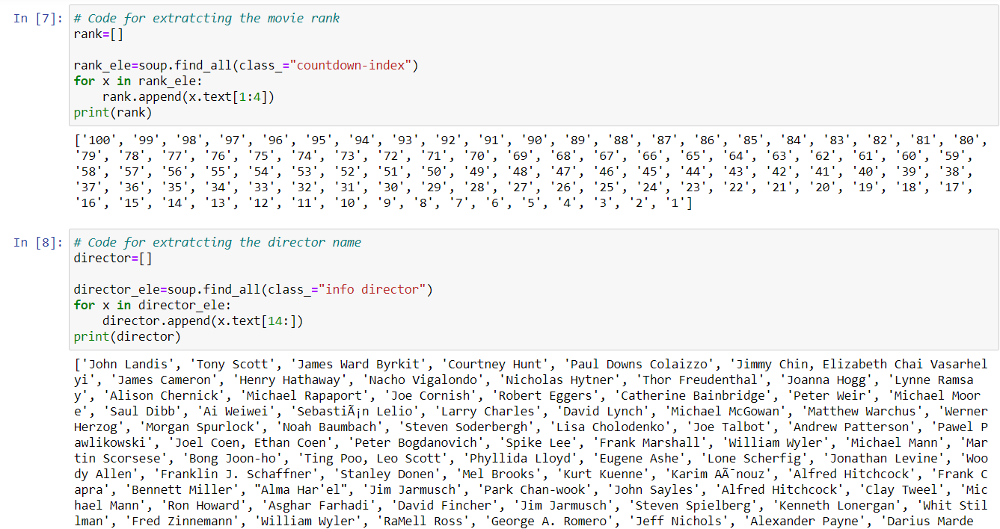 In [7]: # Code for extratcting the movie rank
rank=[]
rank_ele=soup.find_all(class_="countdown-index")
for x in rank_ele:
    rank.append(x.text[1:4])
print(rank)
['100', '99', '98', '97', '96', '95', '94', '93', '92', '91', '90', '89', '88', '87', '86', '85', '84', '83', '82', '81', '80',
'79', '78', '77', '76', '75', '74', '73', '72', '71', '70', '69', '68', '67', '66', '65', '64', '63', '62', '61', '60', '59',
'58', '57', '56', '55', '54', '53', '52', '51', '50', '49', '48', '47', '46', '45', '44', '43', '42', '41', '40', '39', '38',
'37', '36', '35', '34', '33', '32', '31', '30', '29', '28', '27', '26', '25', '24', '23', '22', '21', '20', '19', '18', '17',
'16', '15', '14', '13', '12', '11', '10', '9', '8', '7', '6', '5', '4', '3', '2', '1']
In [8]: # Code for extratcting the director name
director=[]
director_ele=soup.find_all(class_="info director")
for x in director_ele:
    director.append(x.text[14:])
print(director)
['John Landis', 'Tony Scott', 'James Ward Byrkit', 'Courtney Hunt', 'Paul Downs Colaizzo', 'Jimmy Chin, Elizabeth Chai Vasarhel
yi', 'James Cameron', 'Henry Hathaway', 'Nacho Vigalondo', 'Nicholas Hytner', 'Thor Freudenthal', 'Joanna Hogg', 'Lynne Ramsa
y', 'Alison Chernick', 'Michael Rapaport', 'Joe Cornish', 'Robert Eggers', 'Catherine Bainbridge', 'Peter Weir', 'Michael Moor
e', 'Saul Dibb', 'Ai Weiwei', 'SebastiÃ¡n Lelio', 'Larry Charles', 'David Lynch', 'Michael McGowan', 'Matthew Warchus', 'Werner
Herzog', 'Morgan Spurlock', 'Noah Baumbach', 'Steven Soderbergh', 'Lisa Cholodenko', 'Joe Talbot', 'Andrew Patterson', 'Pawel P
awlikowski', 'Joel Coen, Ethan Coen', 'Peter Bogdanovich', 'Spike Lee', 'Frank Marshall', 'William Wyler', 'Michael Mann', 'Mar
tin Scorsese', 'Bong Joon-ho', 'Ting Poo, Leo Scott', 'Phyllida Lloyd', 'Eugene Ashe', 'Lone Scherfig', 'Jonathan Levine', 'Woo
dy Allen', 'Franklin J. Schaffner', 'Stanley Donen', 'Mel Brooks', 'Kurt Kuenne', 'Karim AÃ¯nouz', 'Alfred Hitchcock', 'Frank C
apra', 'Bennett Miller', "Alma Har'el", 'Jim Jarmusch', 'Park Chan-wook', 'John Sayles', 'Alfred Hitchcock', 'Clay Tweel', 'Mic
hael Mann', 'Ron Howard', 'Asghar Farhadi', 'David Fincher', 'Jim Jarmusch', 'Steven Spielberg', 'Kenneth Lonergan', 'Whit Stil
lman', 'Fred Zinnemann', 'William Wyler', 'RaMell Ross', 'George A. Romero', 'Jeff Nichols', 'Alexander Payne', 'Darius Marde